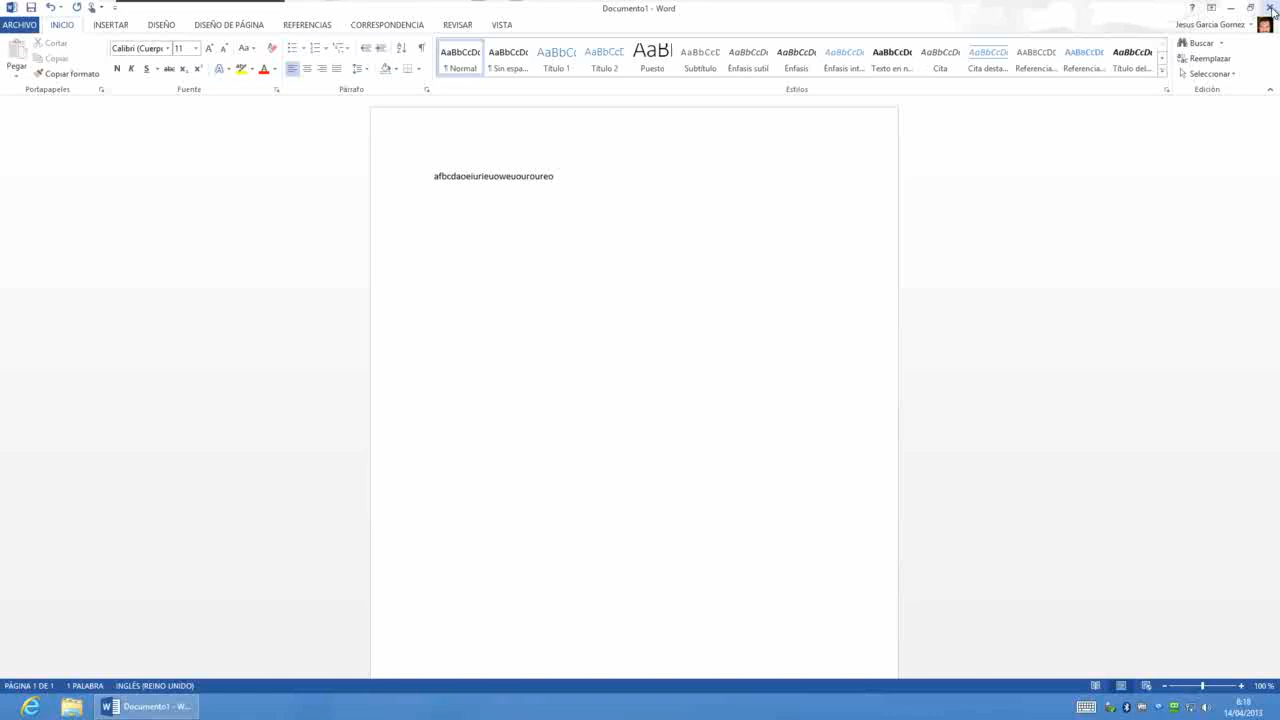 Documento1 - Word
ARCHIVO INICIO INSERTAR DISEÑO DISEÑO DE PÁGINA REFERENCIAS CORRESPONDENCIA REVISAR VISTA Jesus Garcia Gomez
Pegar Cortar Copiar Copiar formato
Calibri (Cuerp 11 Aa
N K S abc
AaBbCcDc AaBbCcDc AaBbC( AaBbCcE AaB AaBbCcD AaBbCcDc AaBbCcDc AaBbCcDc AaBbCcDc AaBbCcDc AaBbCcDc AaBbCcDc AaBbCcDc AaBbCcDc
¶ Normal ¶ Sin espa... Título 1 Título 2 Puesto Subtítulo Énfasis sutil Énfasis Énfasis int... Texto en n... Cita Cita desta... Referencia... Referencia... Título del...
Buscar
Reemplazar
Seleccionar
Portapapeles Fuente Párrafo Estilos Edición
afbcdaoeiurieuoweuouroureo
PÁGINA 1 DE 1 1 PALABRA INGLÉS (REINO UNIDO) 100 %
Documento1 - W...
8:18
14/04/2013